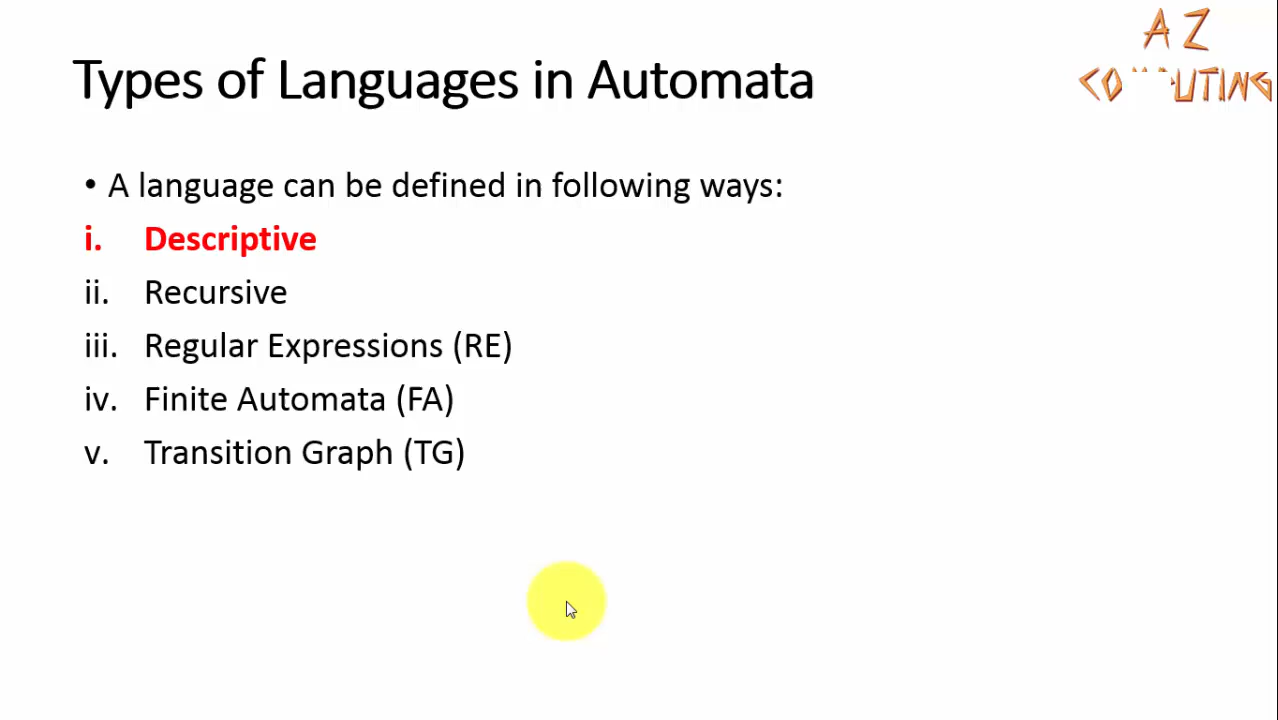 A Z
Types of Languages in Automata
• A language can be defined in following ways:
i. Descriptive
ii. Recursive
iii. Regular Expressions (RE)
iv. Finite Automata (FA)
v. Transition Graph (TG)